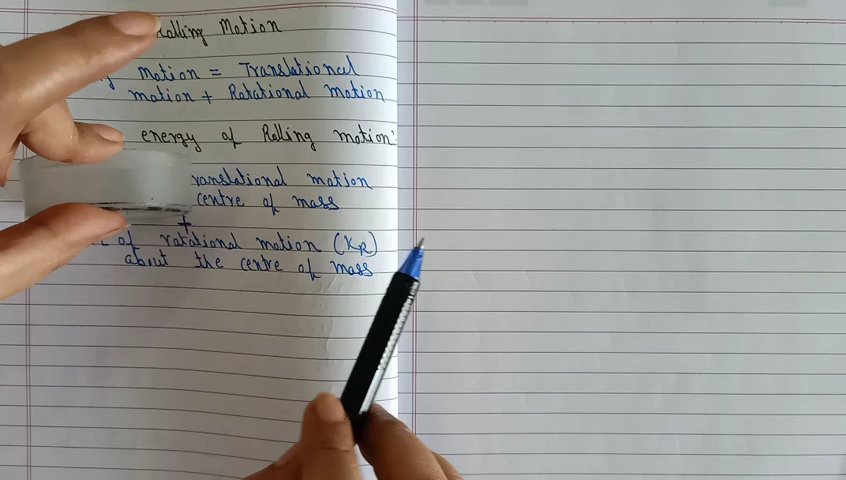 Rolling Motion
motion = Translational
motion + Rotational motion
energy of Rolling motion:
ranslational motion
centre of mass
+
of rotational motion (KR)
about the centre of mass